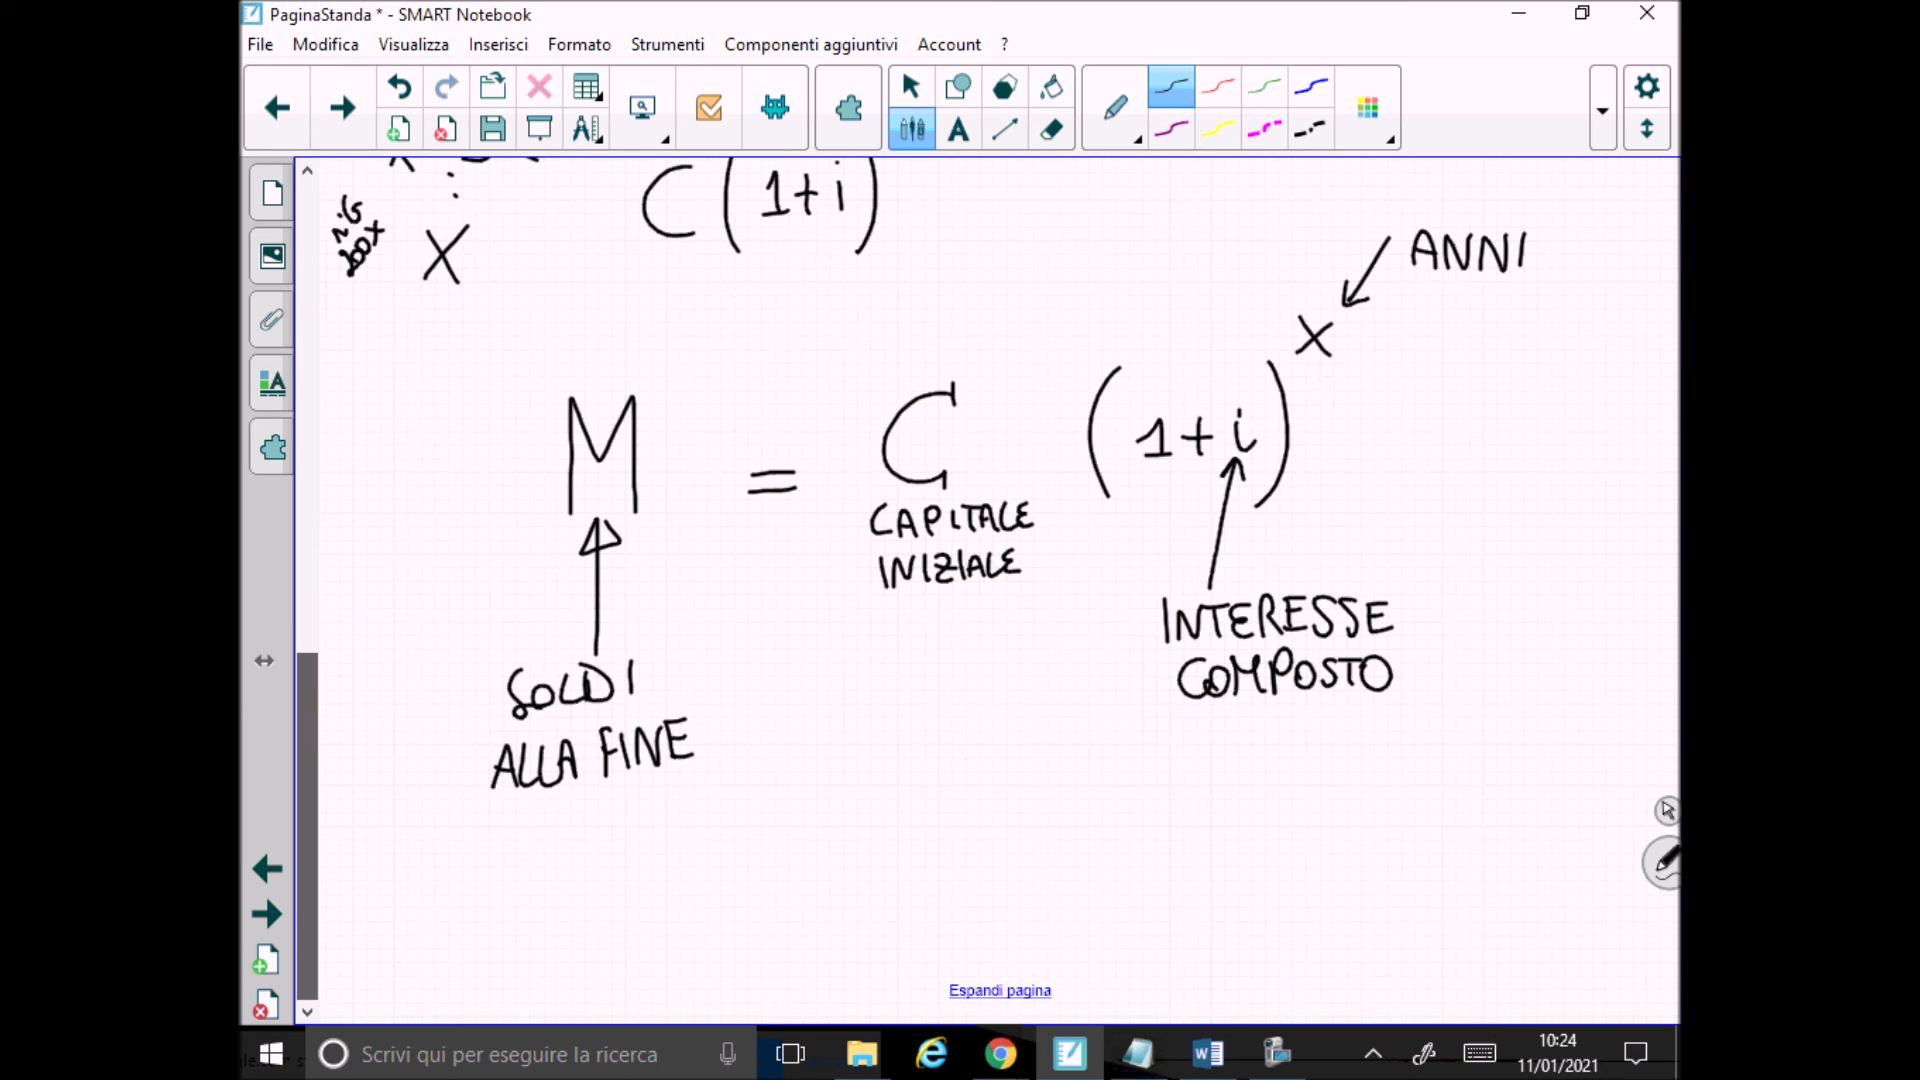 PaginaStanda * - SMART Notebook
File Modifica Visualizza Inserisci Formato Strumenti Componenti aggiuntivi Account ?
C (1+i)
X
ANNI
M = C (1+i)^x
CAPITALE
INIZIALE
INTERESSE
COMPOSTO
SOLDI
ALLA FINE
Espandi pagina
Scrivi qui per eseguire la ricerca
10:24
11/01/2021